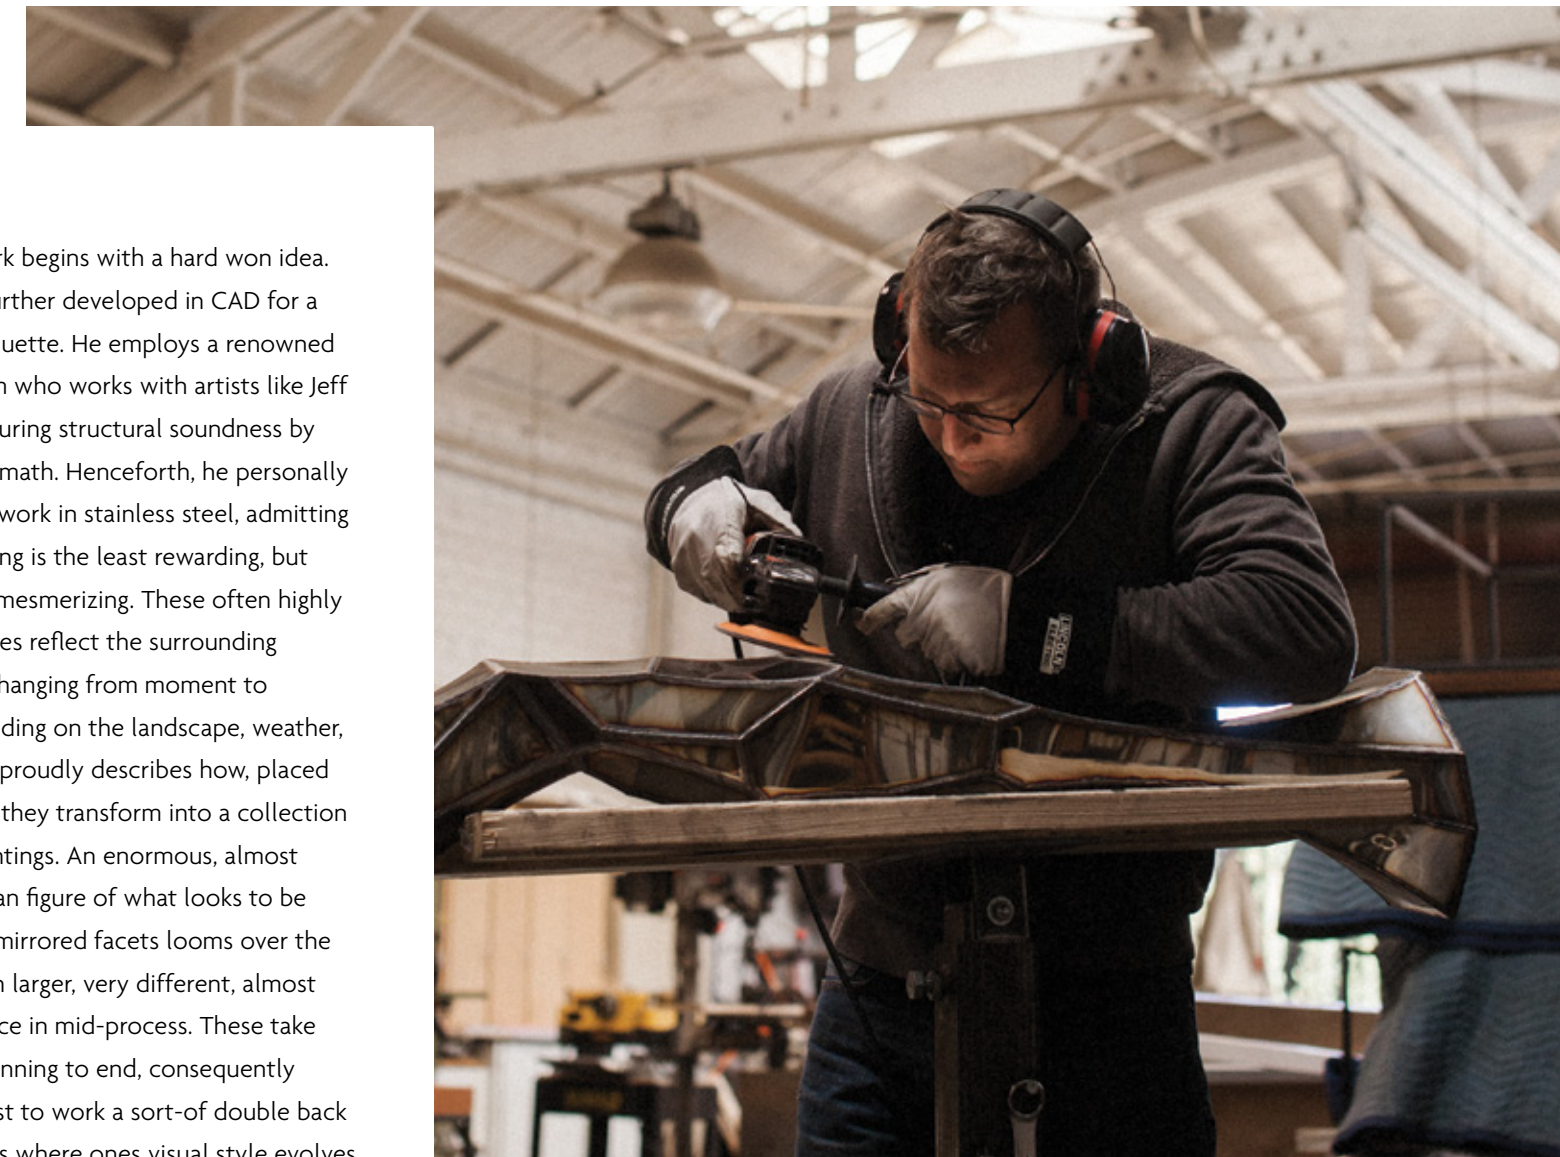 rk begins with a hard won idea.
urther developed in CAD for a
uette. He employs a renowned
n who works with artists like Jeff
uring structural soundness by
math. Henceforth, he personally
work in stainless steel, admitting
ng is the least rewarding, but
mesmerizing. These often highly
es reflect the surrounding
hanging from moment to
ding on the landscape, weather,
proudly describes how, placed
they transform into a collection
ntings. An enormous, almost
an figure of what looks to be
mirrored facets looms over the
n larger, very different, almost
ce in mid-process. These take
nning to end, consequently
st to work a sort-of double back
s where ones visual style evolves
LINCOLN
ELECTRIC